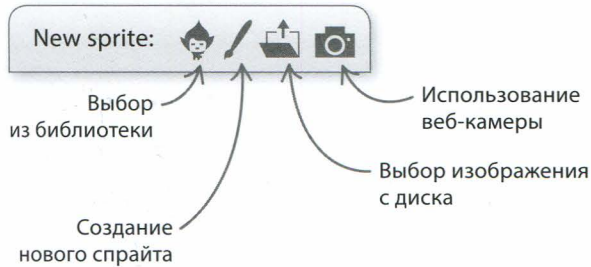 New sprite:
Выбор
из библиотеки
Использование
веб-камеры
Выбор изображения
с диска
Создание
нового спрайта